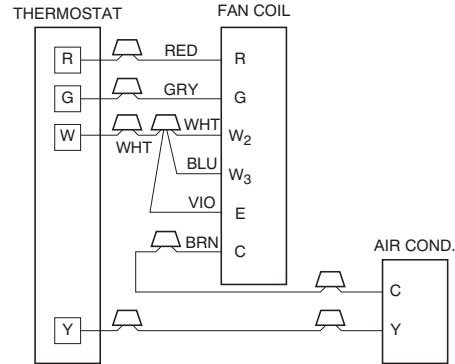 THERMOSTAT FAN COIL
R RED R
G GRY G
W WHT WHT W2
BLU W3
VIO E
BRN C
AIR COND.
C
Y Y